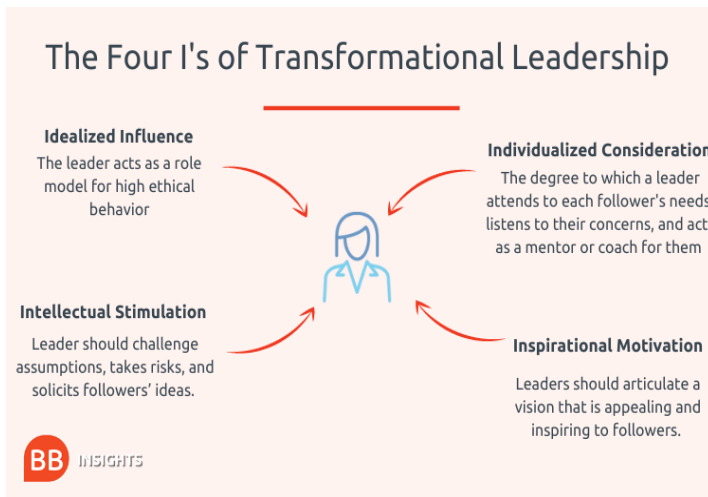 The Four I's of Transformational Leadership
Idealized Influence
The leader acts as a role
model for high ethical
behavior
Individualized Consideration
The degree to which a leader
attends to each follower's needs
listens to their concerns, and act
as a mentor or coach for them
Intellectual Stimulation
Leader should challenge
assumptions, takes risks, and
solicits followers' ideas.
Inspirational Motivation
Leaders should articulate a
vision that is appealing and
inspiring to followers.
BB INSIGHTS